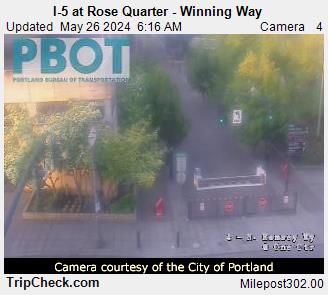 I-5 at Rose Quarter - Winning Way
Updated May 26 2024 6:16 AM Camera 4
PBOT
PORTLAND BUREAU OF TRANSPORTATION
Camera courtesy of the City of Portland
TripCheck.com Milepost302.00